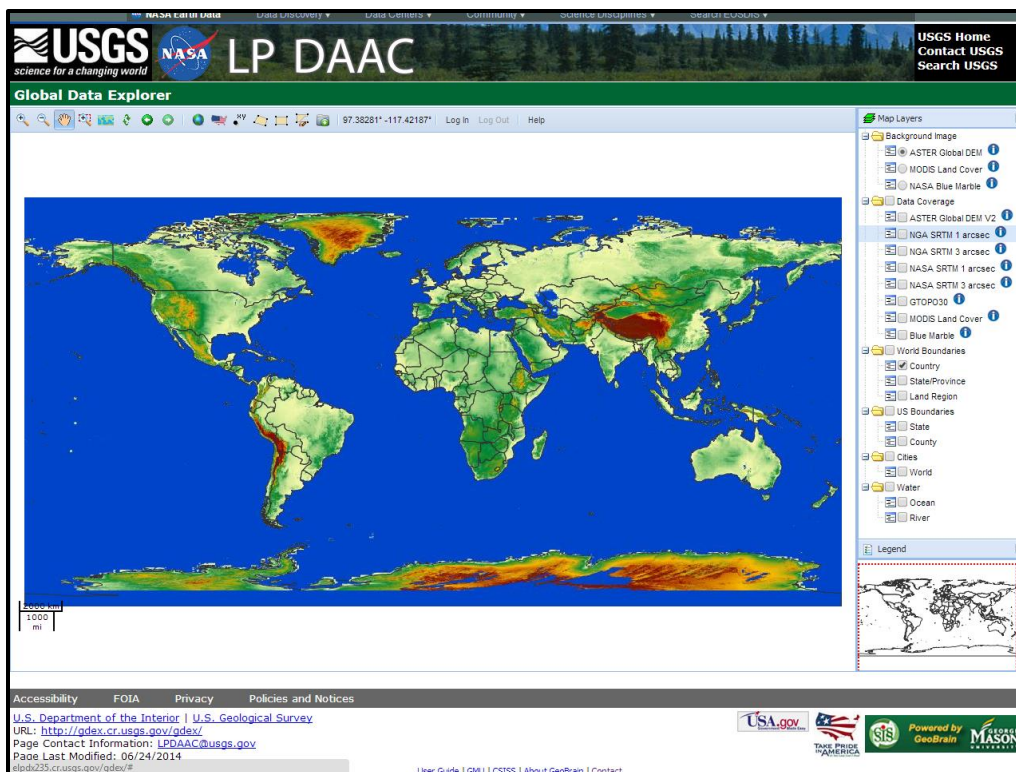 NASA Earth Data Data Discovery ▾ Data Centers ▾ Community ▾ Science Disciplines ▾ Search EOSDIS ▾
USGS
science for a changing world
NASA
LP DAAC
USGS Home
Contact USGS
Search USGS
Global Data Explorer
XY
97.38281° -117.42187°
Log In Log Out Help
Map Layers
Background Image
ASTER Global DEM
MODIS Land Cover
NASA Blue Marble
Data Coverage
ASTER Global DEM V2
NGA SRTM 1 arcsec
NGA SRTM 3 arcsec
NASA SRTM 1 arcsec
NASA SRTM 3 arcsec
GTOPO30
MODIS Land Cover
Blue Marble
World Boundaries
Country
State/Province
Land Region
US Boundaries
State
County
Cities
World
Water
Ocean
River
Legend
2000 km
1000
mi
Accessibility FOIA Privacy Policies and Notices
U.S. Department of the Interior | U.S. Geological Survey
URL: http://gdex.cr.usgs.gov/gdex/
Page Contact Information: LPDAAC@usgs.gov
Page Last Modified: 06/24/2014
elpdx235.cr.usgs.gov/gdex/#
User Guide | GMU | CSISS | About GeoBrain | Contact
USA.gov
TAKE PRIDE
IN AMERICA
Powered by
GeoBrain
GEORGE
MASON
UNIVERSITY